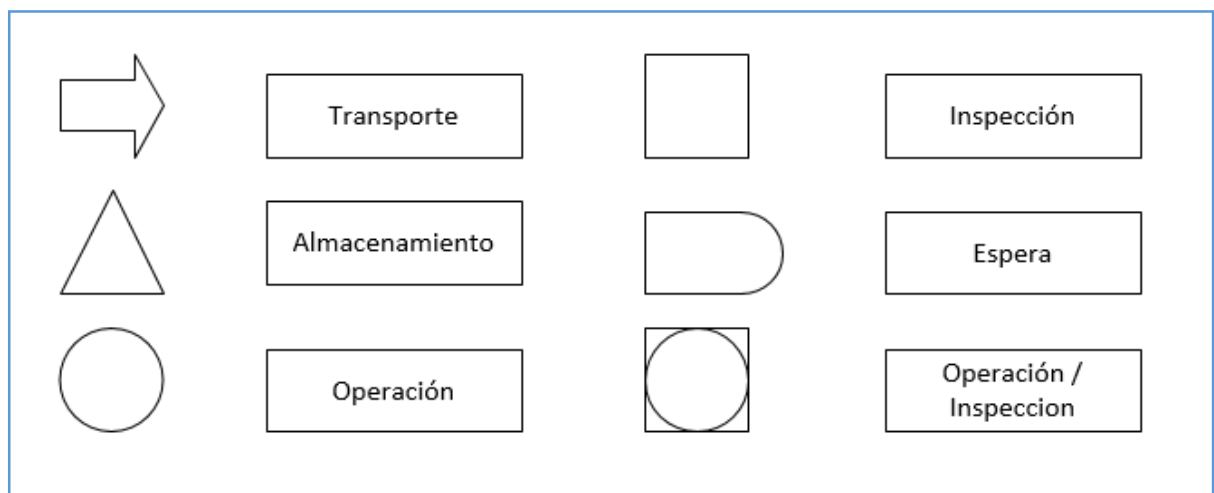 Transporte
Inspección
Almacenamiento
Espera
Operación
Operación /
Inspeccion